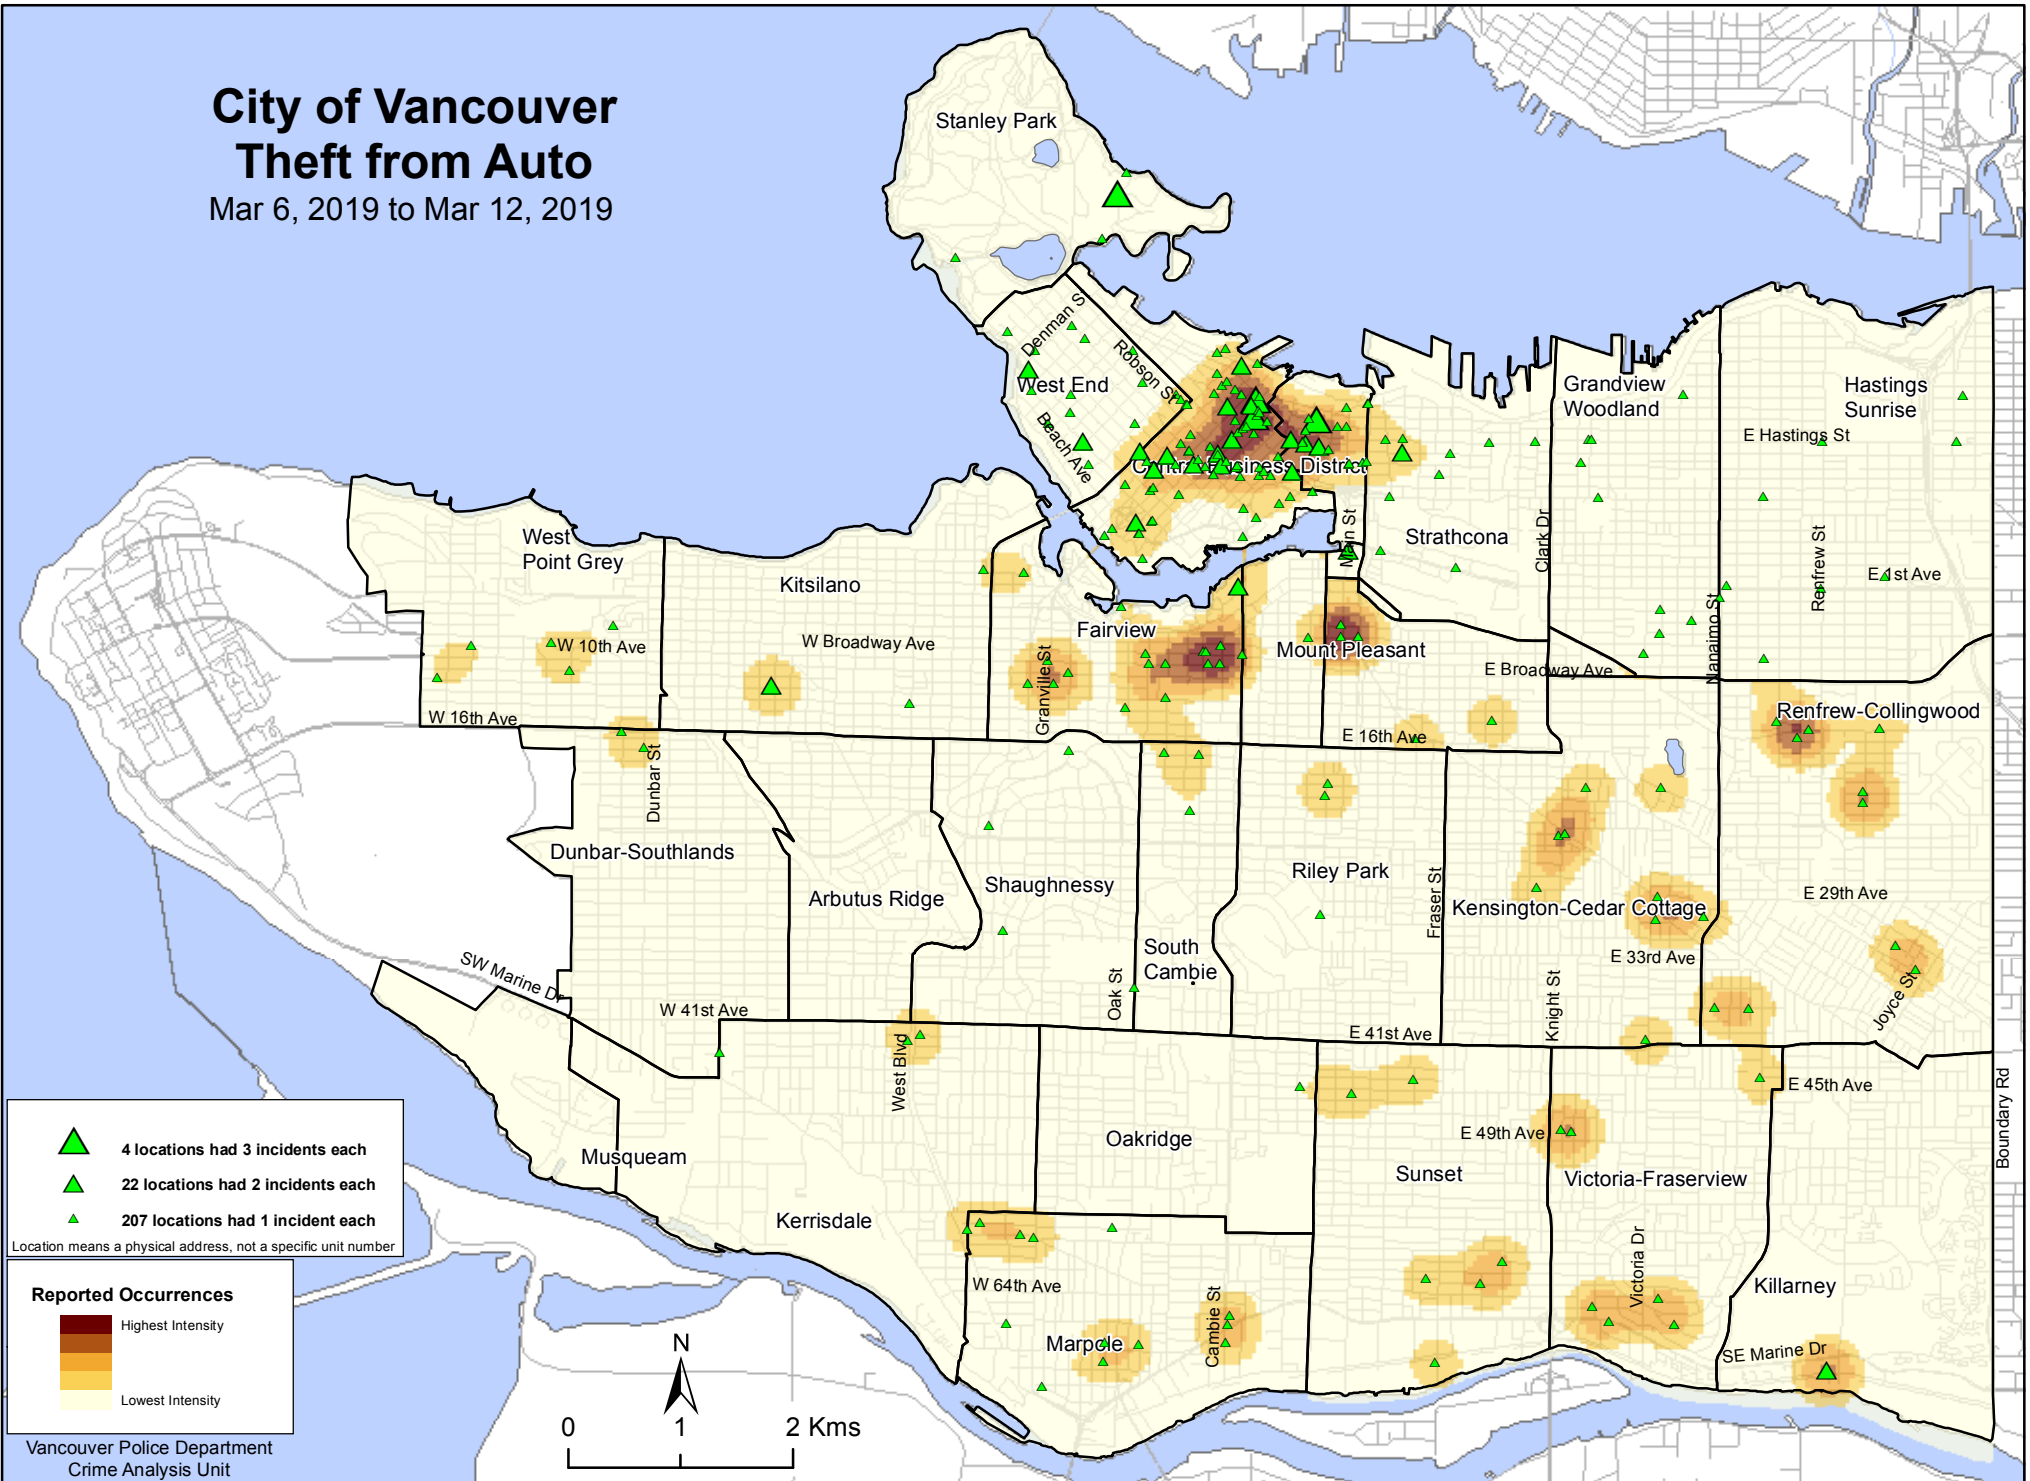 City of Vancouver
Theft from Auto
Mar 6, 2019 to Mar 12, 2019
Stanley Park
Denman S
Robson St
West End
Beach Ave
Central Business District
Grandview
Woodland
Hastings
Sunrise
E Hastings St
Main St
Strathcona
Clark Dr
Renfrew St
E 1st Ave
Nanaimo St
West
Point Grey
Kitsilano
W 10th Ave
W Broadway Ave
Fairview
Granville St
Mount Pleasant
E Broadway Ave
W 16th Ave
E 16th Ave
Renfrew-Collingwood
Dunbar St
Dunbar-Southlands
Arbutus Ridge
Shaughnessy
Riley Park
Fraser St
Kensington-Cedar Cottage
E 29th Ave
South
Cambie
E 33rd Ave
SW Marine Dr
W 41st Ave
Oak St
Knight St
Joyce St
E 41st Ave
West Blvd
E 45th Ave
Boundary Rd
E 49th Ave
Oakridge
Musqueam
Sunset
Victoria-Fraserview
Kerrisdale
Victoria Dr
W 64th Ave
Cambie St
Marpole
Killarney
SE Marine Dr
4 locations had 3 incidents each
22 locations had 2 incidents each
207 locations had 1 incident each
Location means a physical address, not a specific unit number
Reported Occurrences
Highest Intensity
Lowest Intensity
Vancouver Police Department
Crime Analysis Unit
N
0 1 2 Kms